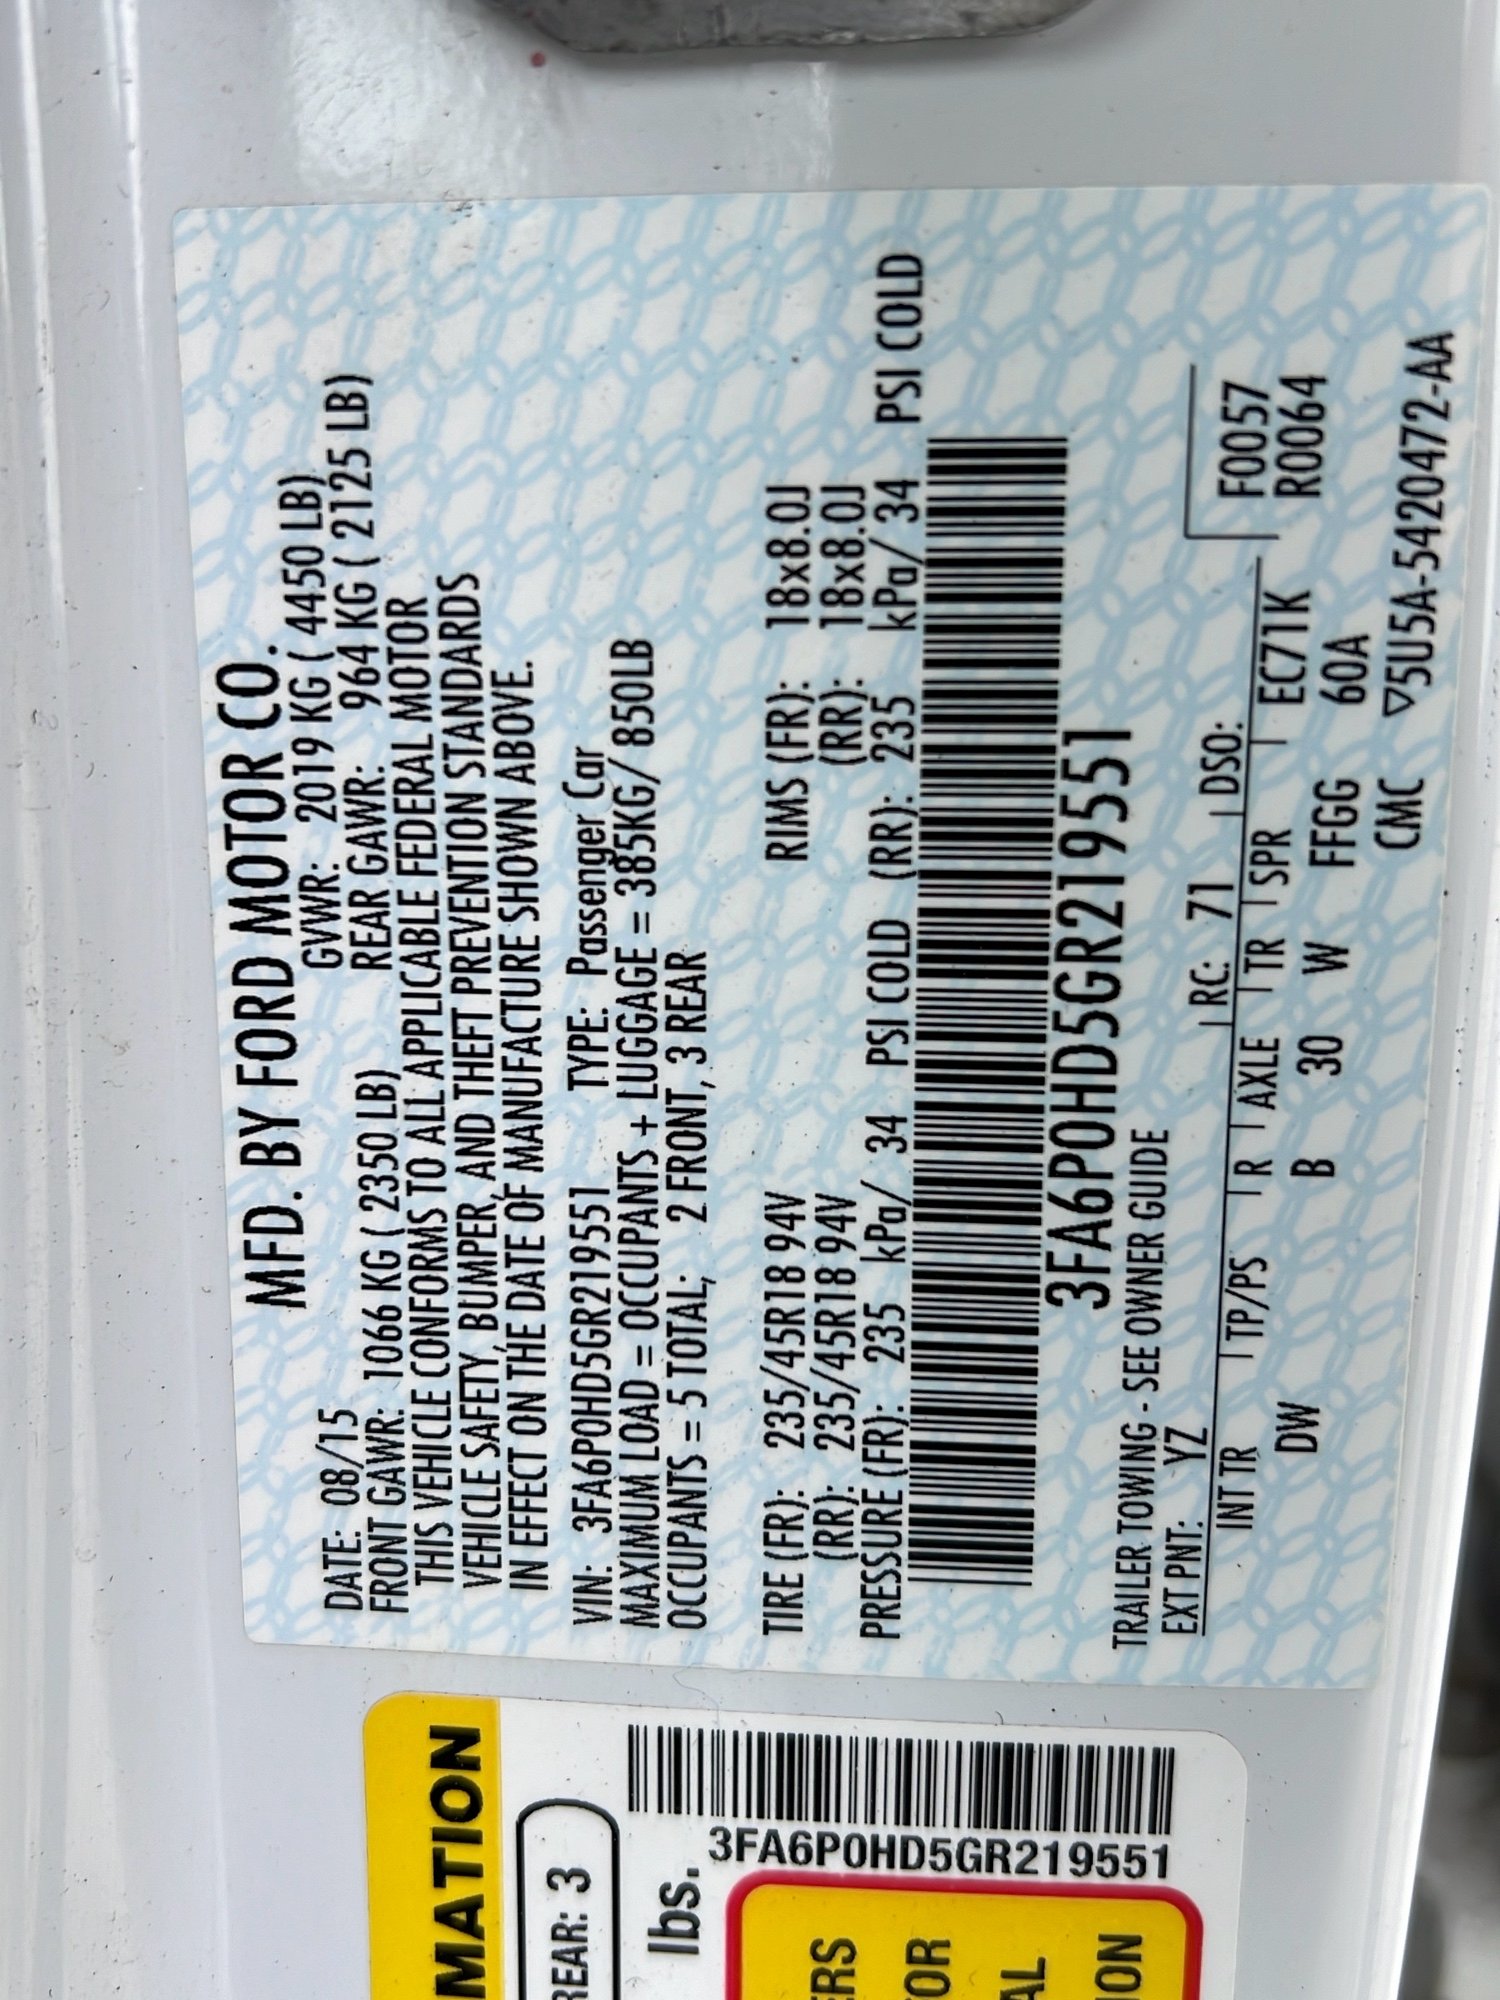 MFD. BY FORD MOTOR CO.
DATE: 08/15 GVWR: 2019 KG ( 4450 LB)
FRONT GAWR: 1066 KG ( 2350 LB) REAR GAWR: 964 KG ( 2125 LB)
THIS VEHICLE CONFORMS TO ALL APPLICABLE FEDERAL MOTOR
VEHICLE SAFETY, BUMPER, AND THEFT PREVENTION STANDARDS
IN EFFECT ON THE DATE OF MANUFACTURE SHOWN ABOVE.
VIN: 3FA6P0HD5GR219551 TYPE: Passenger Car
MAXIMUM LOAD = OCCUPANTS + LUGGAGE = 385KG/ 850LB
OCCUPANTS = 5 TOTAL; 2 FRONT, 3 REAR
TIRE (FR): 235/45R18 94V RIMS (FR): 18x8.0J
(RR): 235/45R18 94V (RR): 18x8.0J
PRESSURE (FR): 235 kPa/ 34 PSI COLD (RR): 235 kPa/ 34 PSI COLD
3FA6P0HD5GR219551
TRAILER TOWING - SEE OWNER GUIDE
EXT PNT: YZ RC: 71 DSO: F0057
INT TR TP/PS R AXLE TR SPR EC71K R0064
DW B 30 W FFGG 60A
CMC ▽5U5A-5420472-AA
MATION
REAR: 3
lbs.
3FA6P0HD5GR219551
ERS
OR
AL
ION